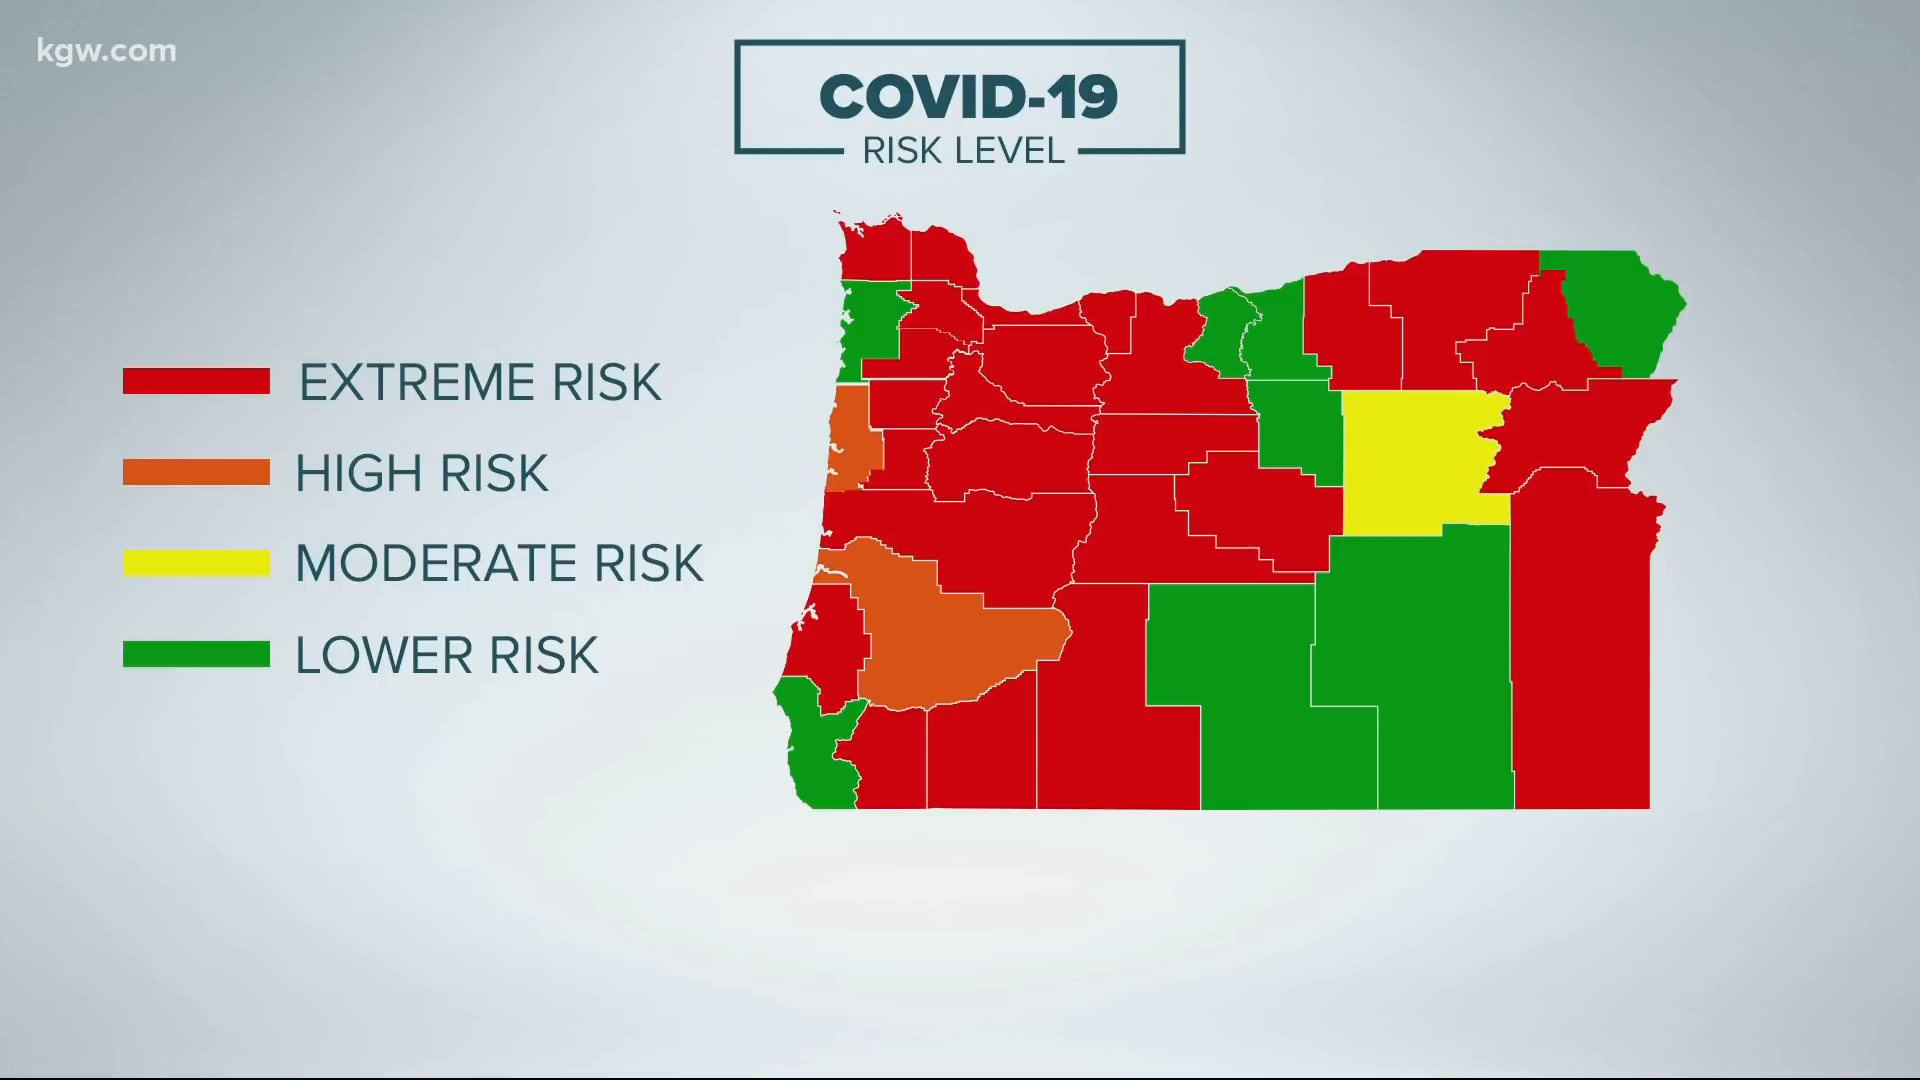 kgw.com
COVID-19
RISK LEVEL
EXTREME RISK
HIGH RISK
MODERATE RISK
LOWER RISK